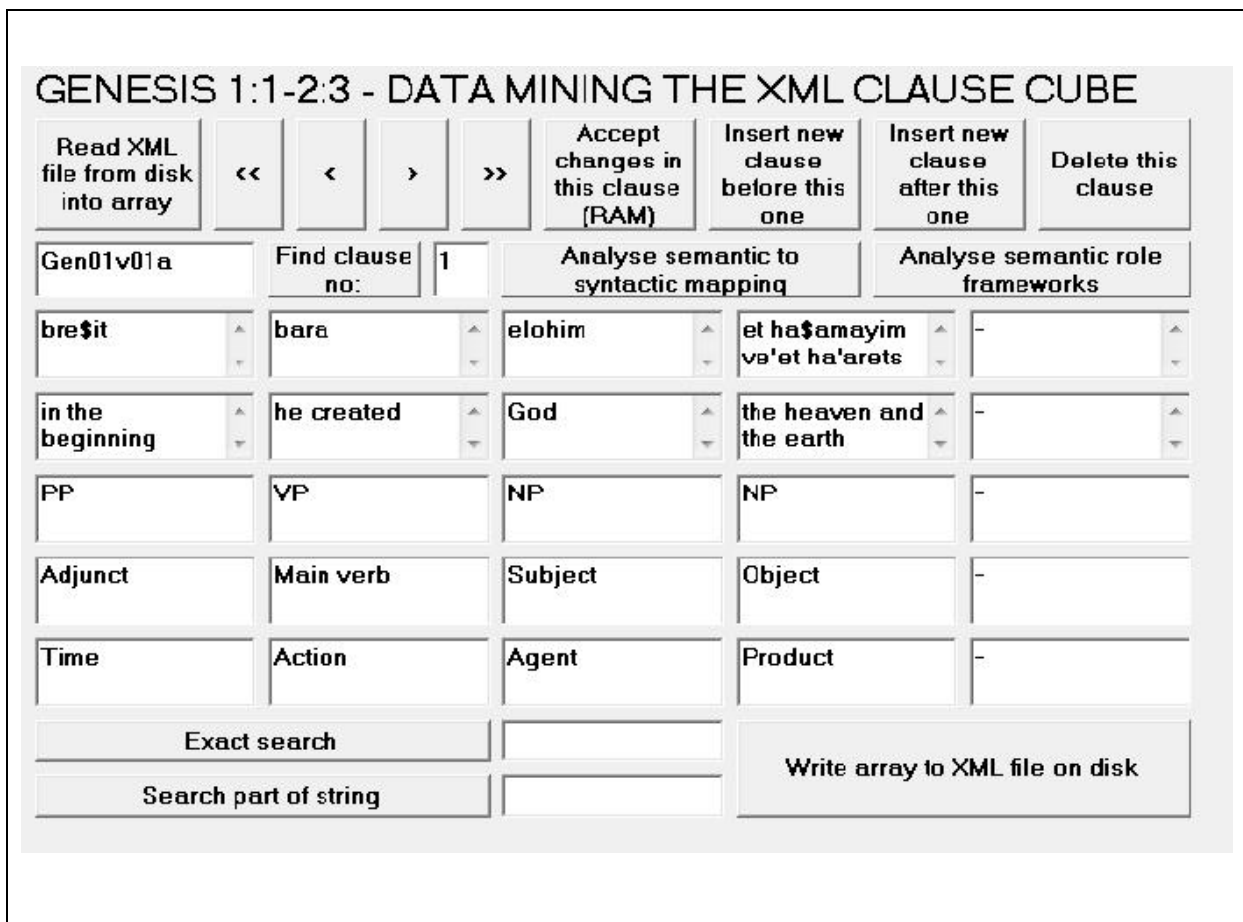 GENESIS 1:1-2:3 - DATA MINING THE XML CLAUSE CUBE
Read XML
file from disk
into array
<<
<
>
>>
Accept
changes in
this clause
(RAM)
Insert new
clause
before this
one
Insert new
clause
after this
one
Delete this
clause
Gen01v01a
Find clause
no:
1
Analyse semantic to
syntactic mapping
Analyse semantic role
frameworks
bre$it
bara
elohim
et ha$amayim
ve'et ha'arets
-
in the
beginning
he created
God
the heaven and
the earth
-
PP
VP
NP
NP
-
Adjunct
Main verb
Subject
Object
-
Time
Action
Agent
Product
-
Exact search
Search part of string
Write array to XML file on disk